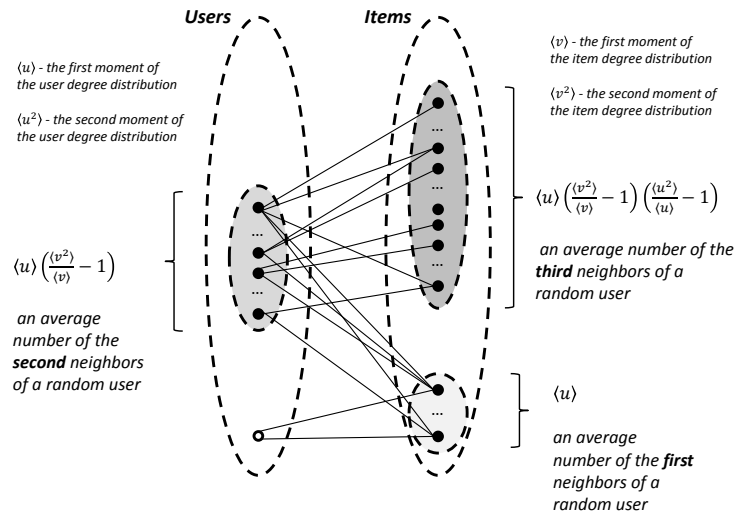 Users
Items
⟨u⟩ - the first moment of
the user degree distribution
⟨u²⟩ - the second moment of
the user degree distribution
⟨v⟩ - the first moment of
the item degree distribution
⟨v²⟩ - the second moment of
the item degree distribution
⟨u⟩ (⟨v²⟩/⟨v⟩ − 1)
an average
number of the
second neighbors
of a random user
...
...
...
...
...
...
⟨u⟩ (⟨v²⟩/⟨v⟩ − 1) (⟨u²⟩/⟨u⟩ − 1)
an average number of the
third neighbors of a
random user
⟨u⟩
an average
number of the first
neighbors of a
random user